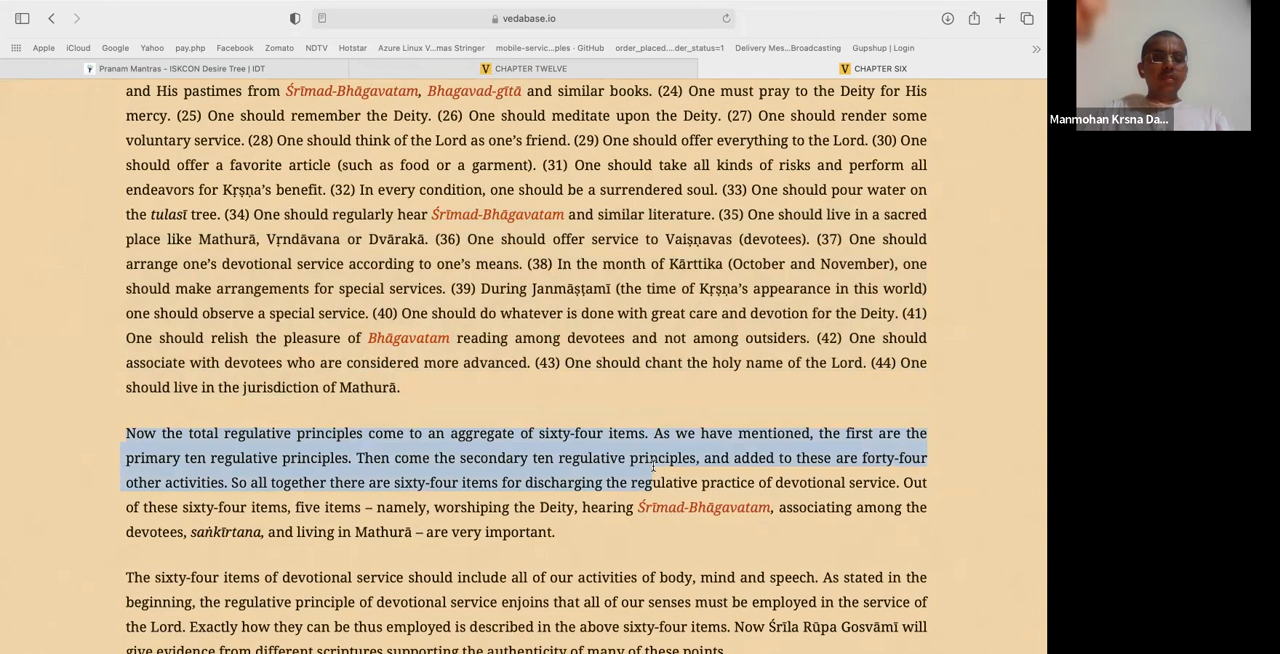 vedabase.io
Apple iCloud Google Yahoo pay.php Facebook Zomato NDTV Hotstar Azure Linux V...mas Stringer mobile-servic...ples · GitHub order_placed....der_status=1 Delivery Mes...Broadcasting Gupshup | Login
Pranam Mantras - ISKCON Desire Tree | IDT V CHAPTER TWELVE V CHAPTER SIX
and His pastimes from Śrīmad-Bhāgavatam, Bhagavad-gītā and similar books. (24) One must pray to the Deity for His
mercy. (25) One should remember the Deity. (26) One should meditate upon the Deity. (27) One should render some
voluntary service. (28) One should think of the Lord as one's friend. (29) One should offer everything to the Lord. (30) One
should offer a favorite article (such as food or a garment). (31) One should take all kinds of risks and perform all
endeavors for Kṛṣṇa's benefit. (32) In every condition, one should be a surrendered soul. (33) One should pour water on
the tulasī tree. (34) One should regularly hear Śrīmad-Bhāgavatam and similar literature. (35) One should live in a sacred
place like Mathurā, Vṛndāvana or Dvārakā. (36) One should offer service to Vaiṣṇavas (devotees). (37) One should
arrange one's devotional service according to one's means. (38) In the month of Kārttika (October and November), one
should make arrangements for special services. (39) During Janmāṣṭamī (the time of Kṛṣṇa's appearance in this world)
one should observe a special service. (40) One should do whatever is done with great care and devotion for the Deity. (41)
One should relish the pleasure of Bhāgavatam reading among devotees and not among outsiders. (42) One should
associate with devotees who are considered more advanced. (43) One should chant the holy name of the Lord. (44) One
should live in the jurisdiction of Mathurā.
Now the total regulative principles come to an aggregate of sixty-four items. As we have mentioned, the first are the
primary ten regulative principles. Then come the secondary ten regulative principles, and added to these are forty-four
other activities. So all together there are sixty-four items for discharging the regulative practice of devotional service. Out
of these sixty-four items, five items – namely, worshiping the Deity, hearing Śrīmad-Bhāgavatam, associating among the
devotees, saṅkīrtana, and living in Mathurā – are very important.
The sixty-four items of devotional service should include all of our activities of body, mind and speech. As stated in the
beginning, the regulative principle of devotional service enjoins that all of our senses must be employed in the service of
the Lord. Exactly how they can be thus employed is described in the above sixty-four items. Now Śrīla Rūpa Gosvāmī will
give evidence from different scriptures supporting the authenticity of many of these points.
Manmohan Krsna Da...